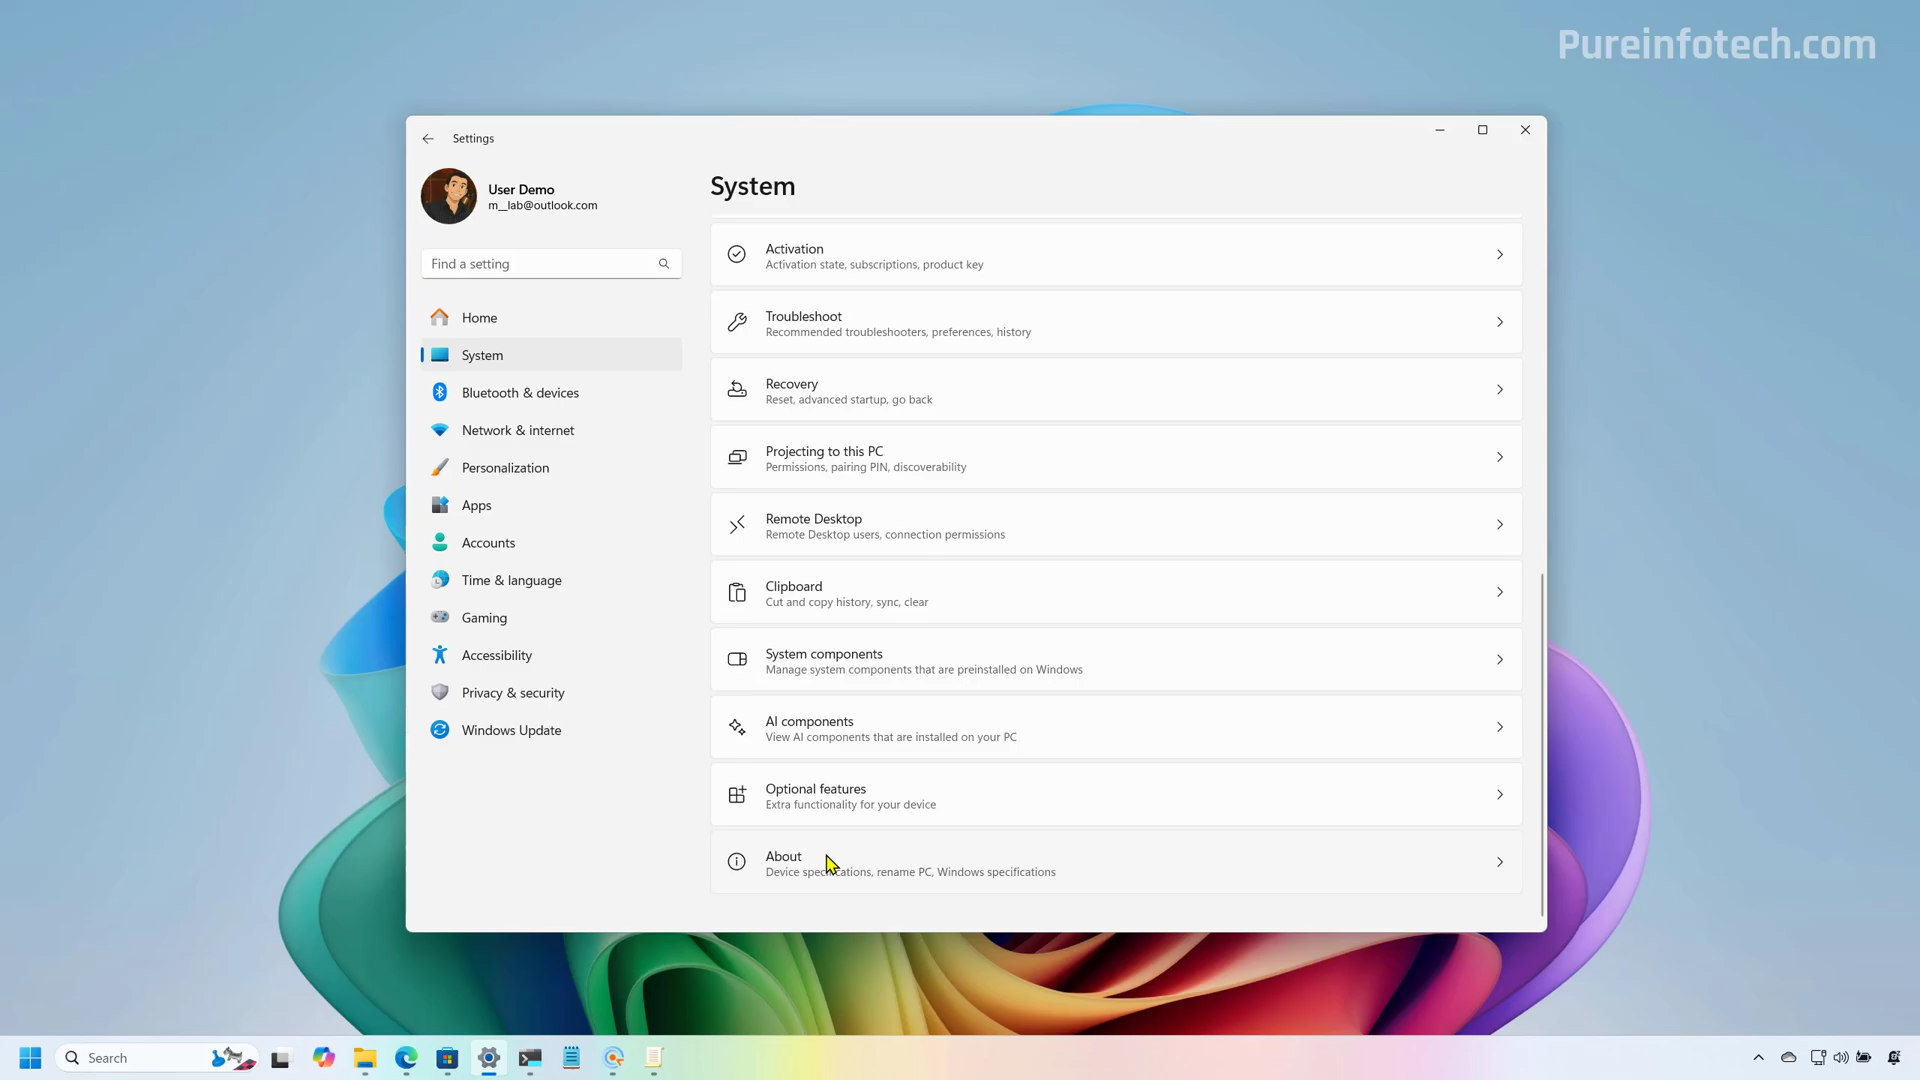 Pureinfotech.com
Settings
User Demo
m__lab@outlook.com
Find a setting
Home
System
Bluetooth & devices
Network & internet
Personalization
Apps
Accounts
Time & language
Gaming
Accessibility
Privacy & security
Windows Update
System
Activation
Activation state, subscriptions, product key
Troubleshoot
Recommended troubleshooters, preferences, history
Recovery
Reset, advanced startup, go back
Projecting to this PC
Permissions, pairing PIN, discoverability
Remote Desktop
Remote Desktop users, connection permissions
Clipboard
Cut and copy history, sync, clear
System components
Manage system components that are preinstalled on Windows
AI components
View AI components that are installed on your PC
Optional features
Extra functionality for your device
About
Device specifications, rename PC, Windows specifications
Search